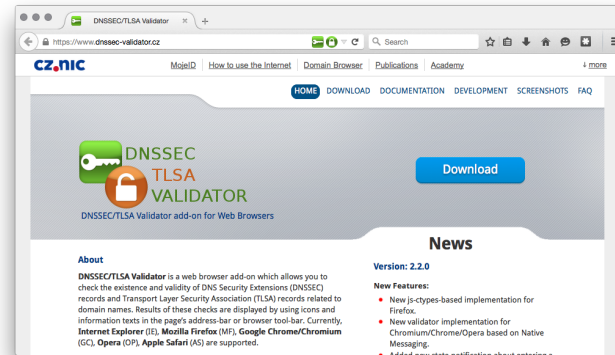 DNSSEC/TLSA Validator
https://www.dnssec-validator.cz
Search
CZ.NIC
MojeID How to use the Internet Domain Browser Publications Academy
↓ more
HOME DOWNLOAD DOCUMENTATION DEVELOPMENT SCREENSHOTS FAQ
DNSSEC
TLSA
VALIDATOR
DNSSEC/TLSA Validator add-on for Web Browsers
Download
About
DNSSEC/TLSA Validator is a web browser add-on which allows you to
check the existence and validity of DNS Security Extensions (DNSSEC)
records and Transport Layer Security Association (TLSA) records related to
domain names. Results of these checks are displayed by using icons and
information texts in the page's address-bar or browser tool-bar. Currently,
Internet Explorer (IE), Mozilla Firefox (MF), Google Chrome/Chromium
(GC), Opera (OP), Apple Safari (AS) are supported.
News
Version: 2.2.0
New Features:
New js-ctypes-based implementation for
Firefox.
New validator implementation for
Chromium/Chrome/Opera based on Native
Messaging.
Added new state notification about entering a